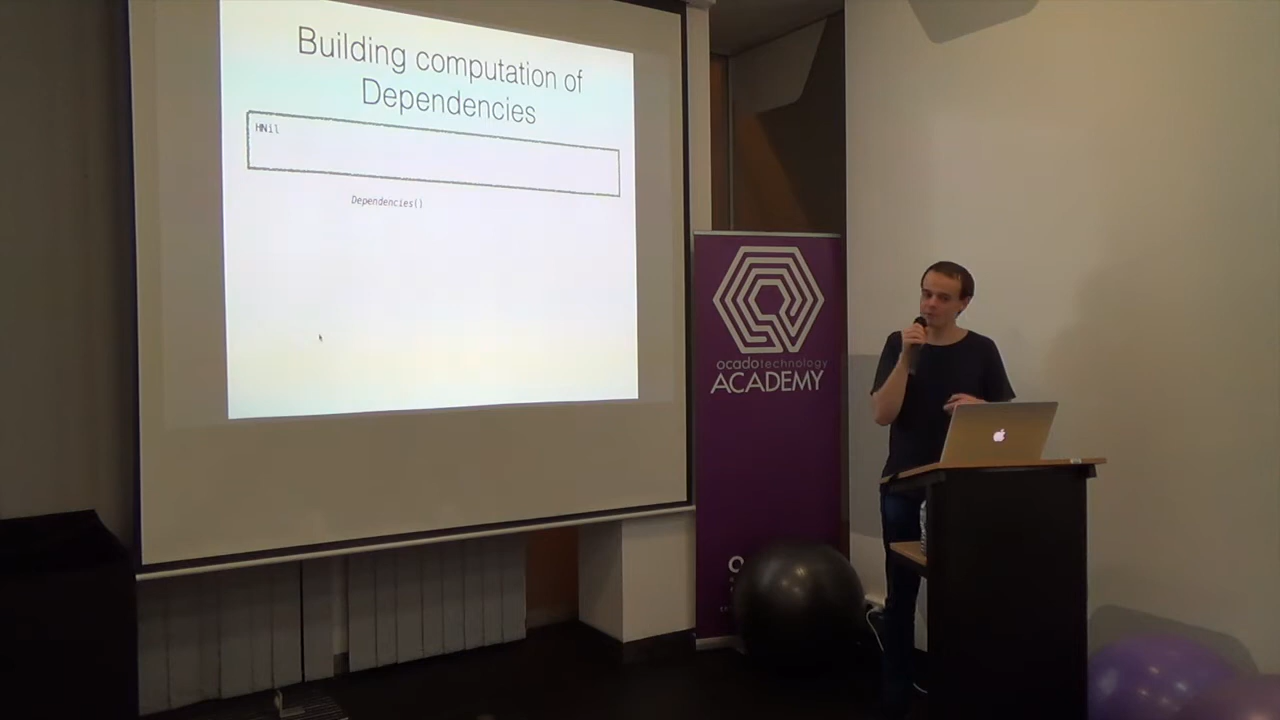 Building computation of
Dependencies
HNil
Dependencies()
ocadotechnology
ACADEMY